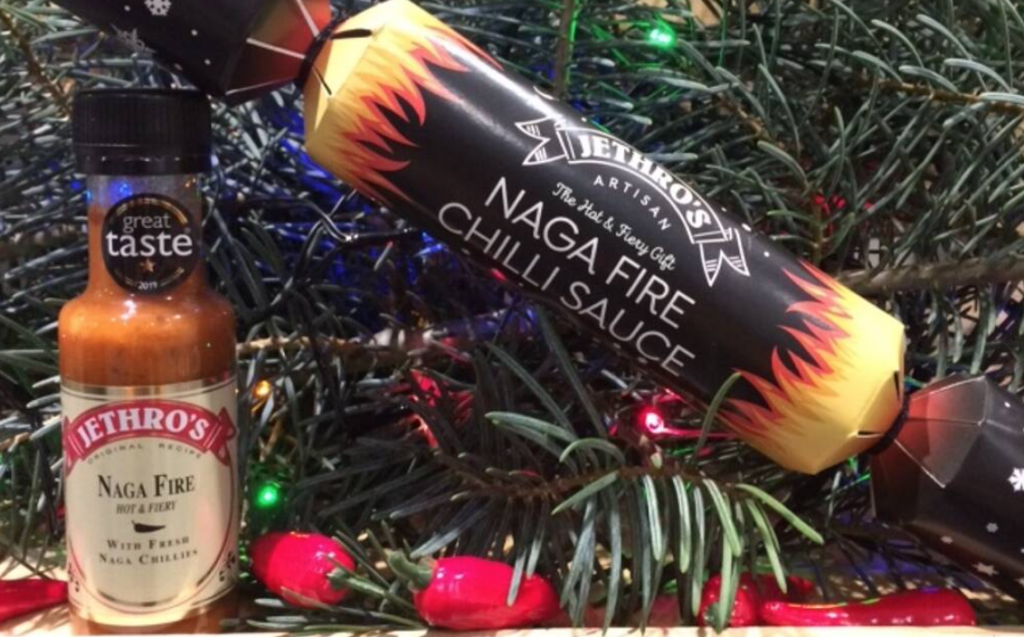 great
taste
2019
JETHRO'S
ORIGINAL RECIPE
NAGA FIRE
HOT & FIERY
WITH FRESH
NAGA CHILLIES
JETHRO'S
ARTISAN
The Hot & Fiery Gift
NAGA FIRE
CHILLI SAUCE